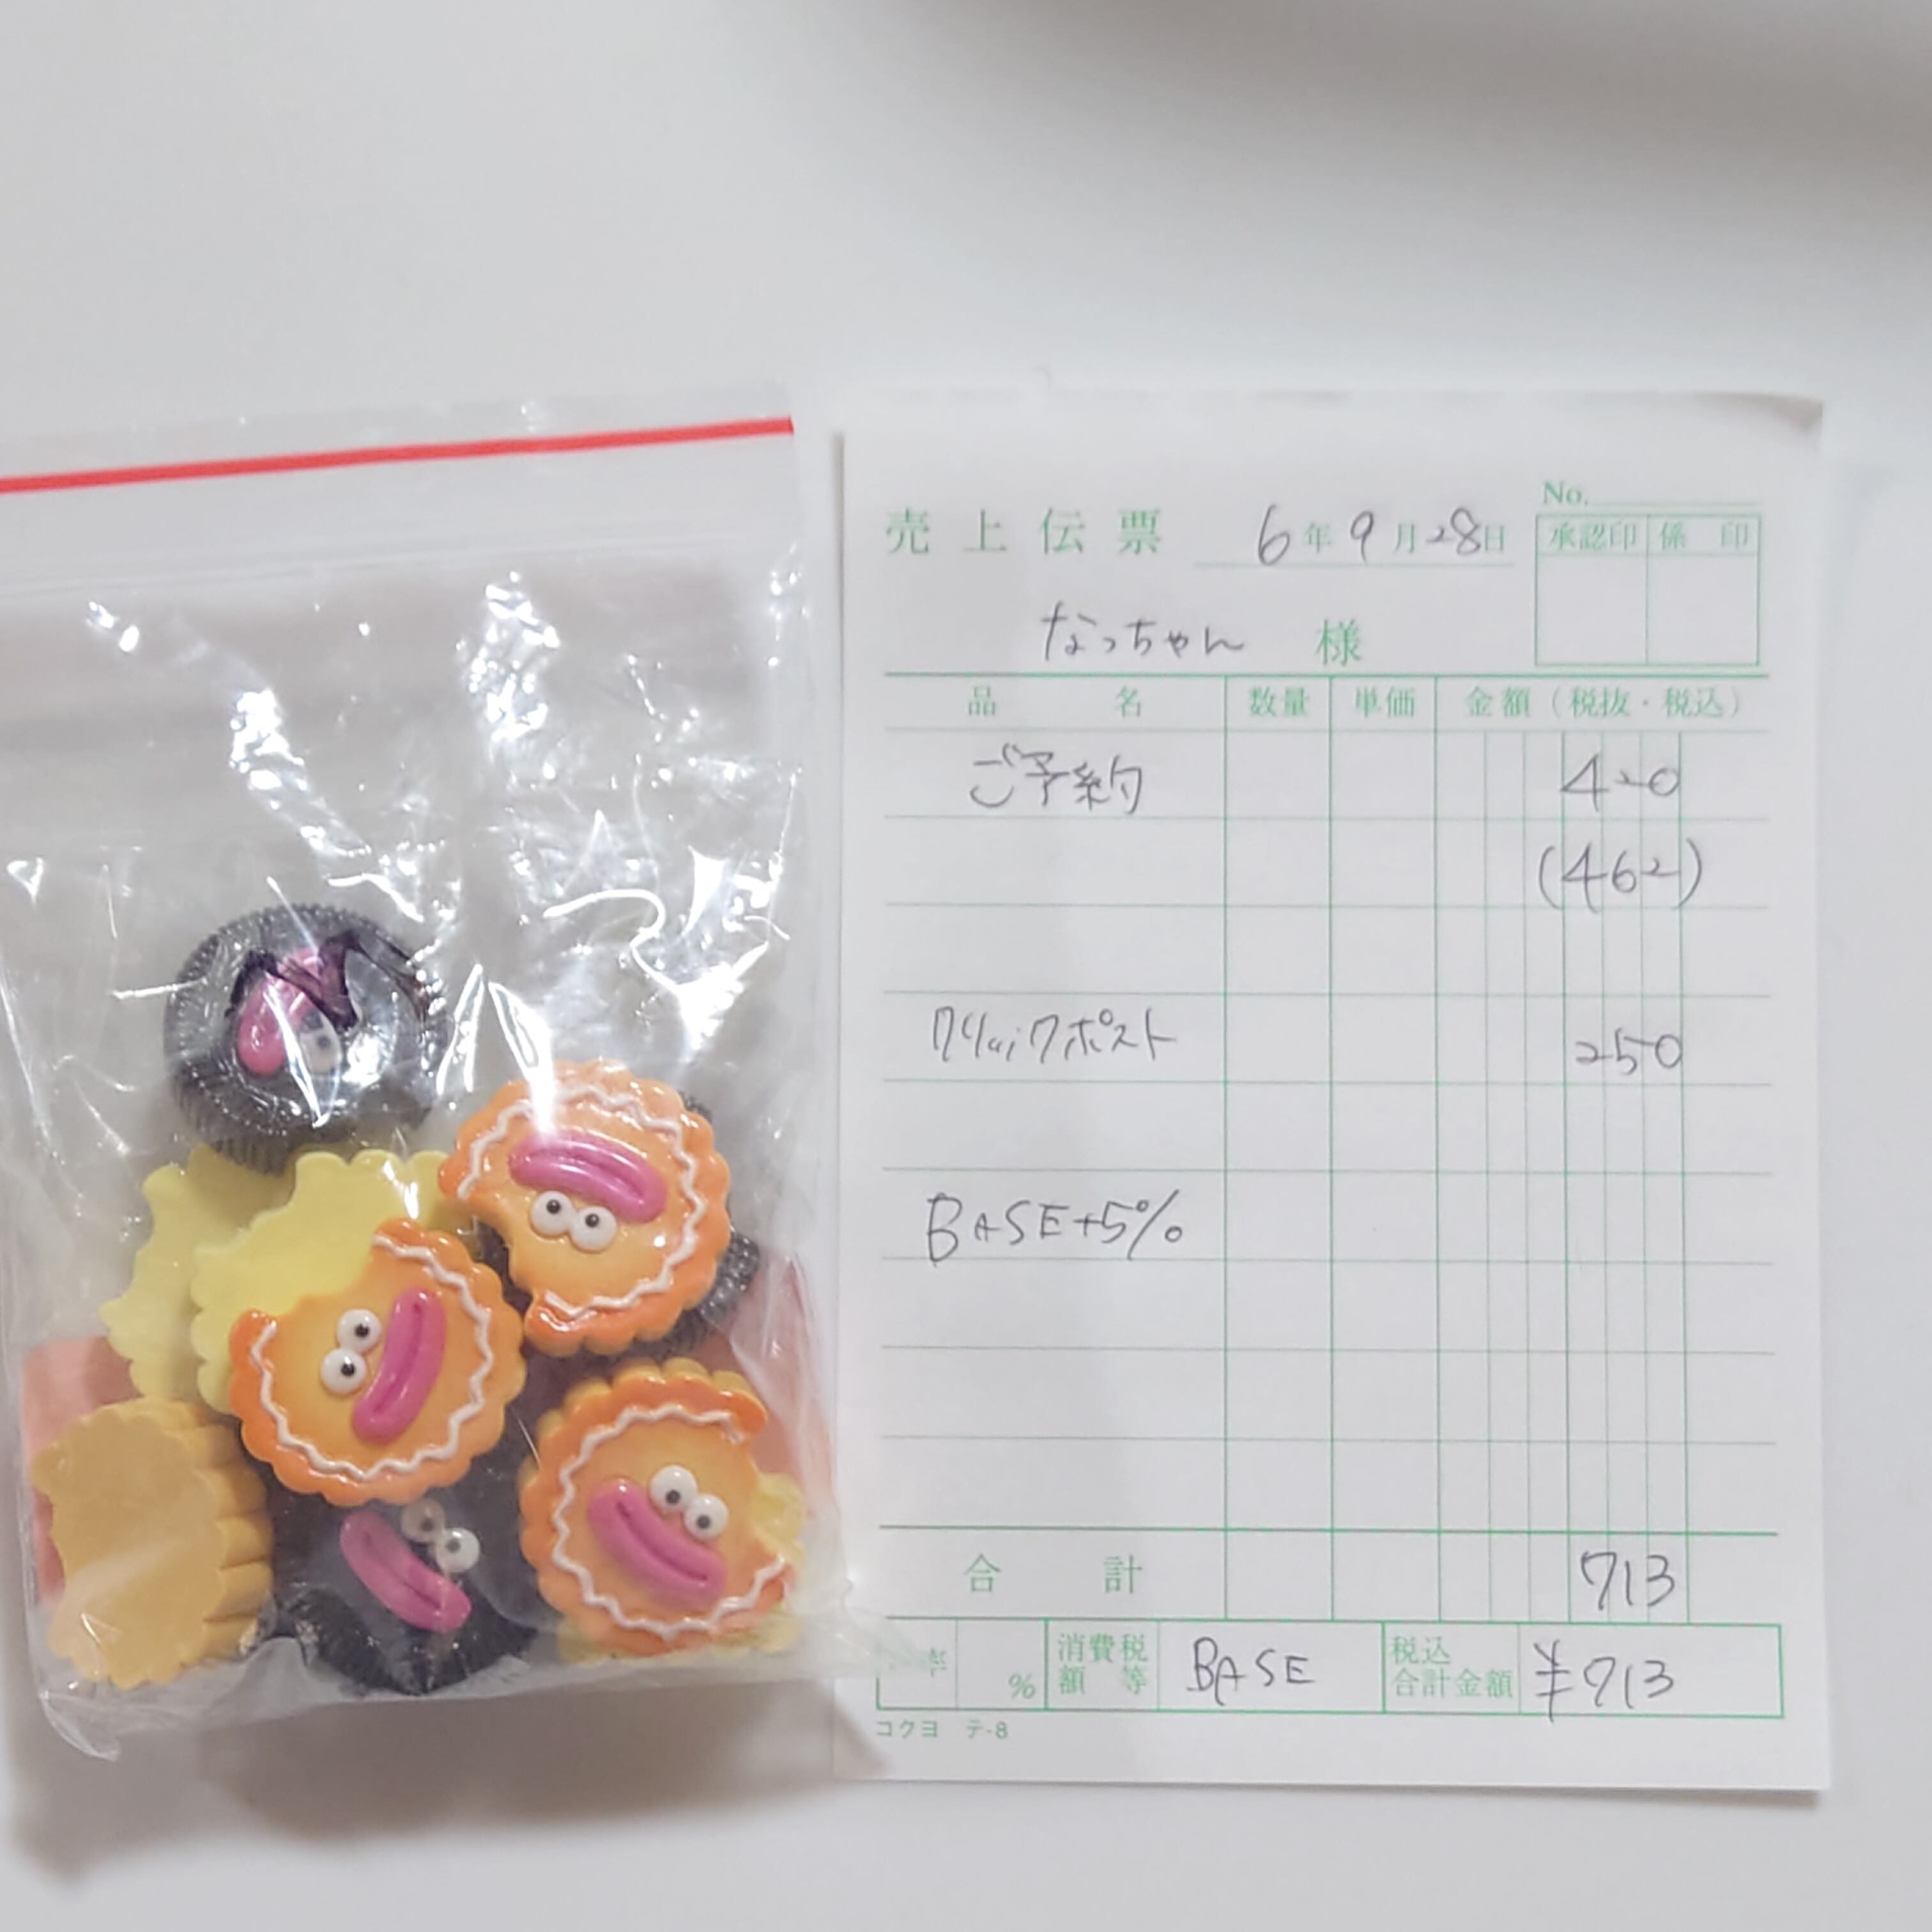 No.
売上伝票 6年9月28日
承認印 係印
なっちゃん 様
品名 数量 単価 金額（税抜・税込）
ご予約 420
(462)
クリックポスト 250
BASE+5%
合計 713
率 % 消費税額等 BASE 税込合計金額 ¥713
コクヨ テ-8